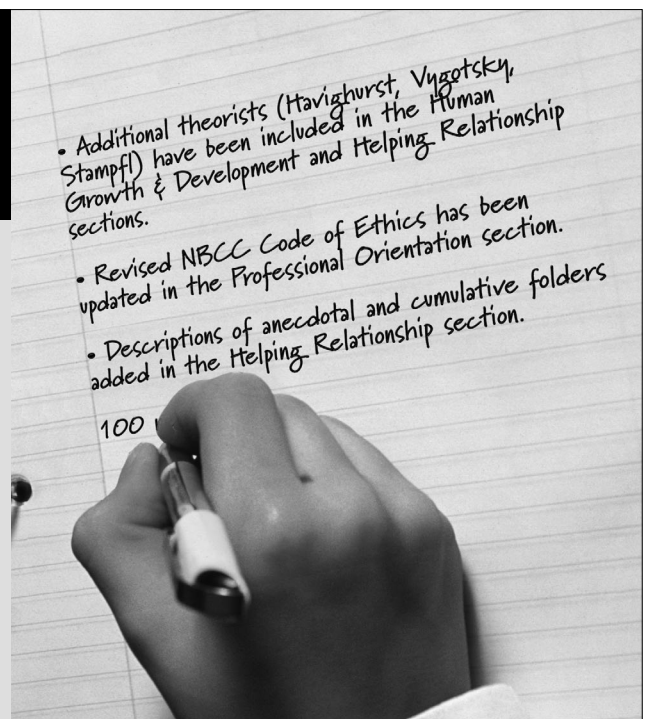 • Additional theorists (Havighurst, Vygotsky,
Stampfl) have been included in the Human
Growth & Development and Helping Relationship
sections.
• Revised NBCC Code of Ethics has been
updated in the Professional Orientation section.
• Descriptions of anecdotal and cumulative folders
added in the Helping Relationship section.
100